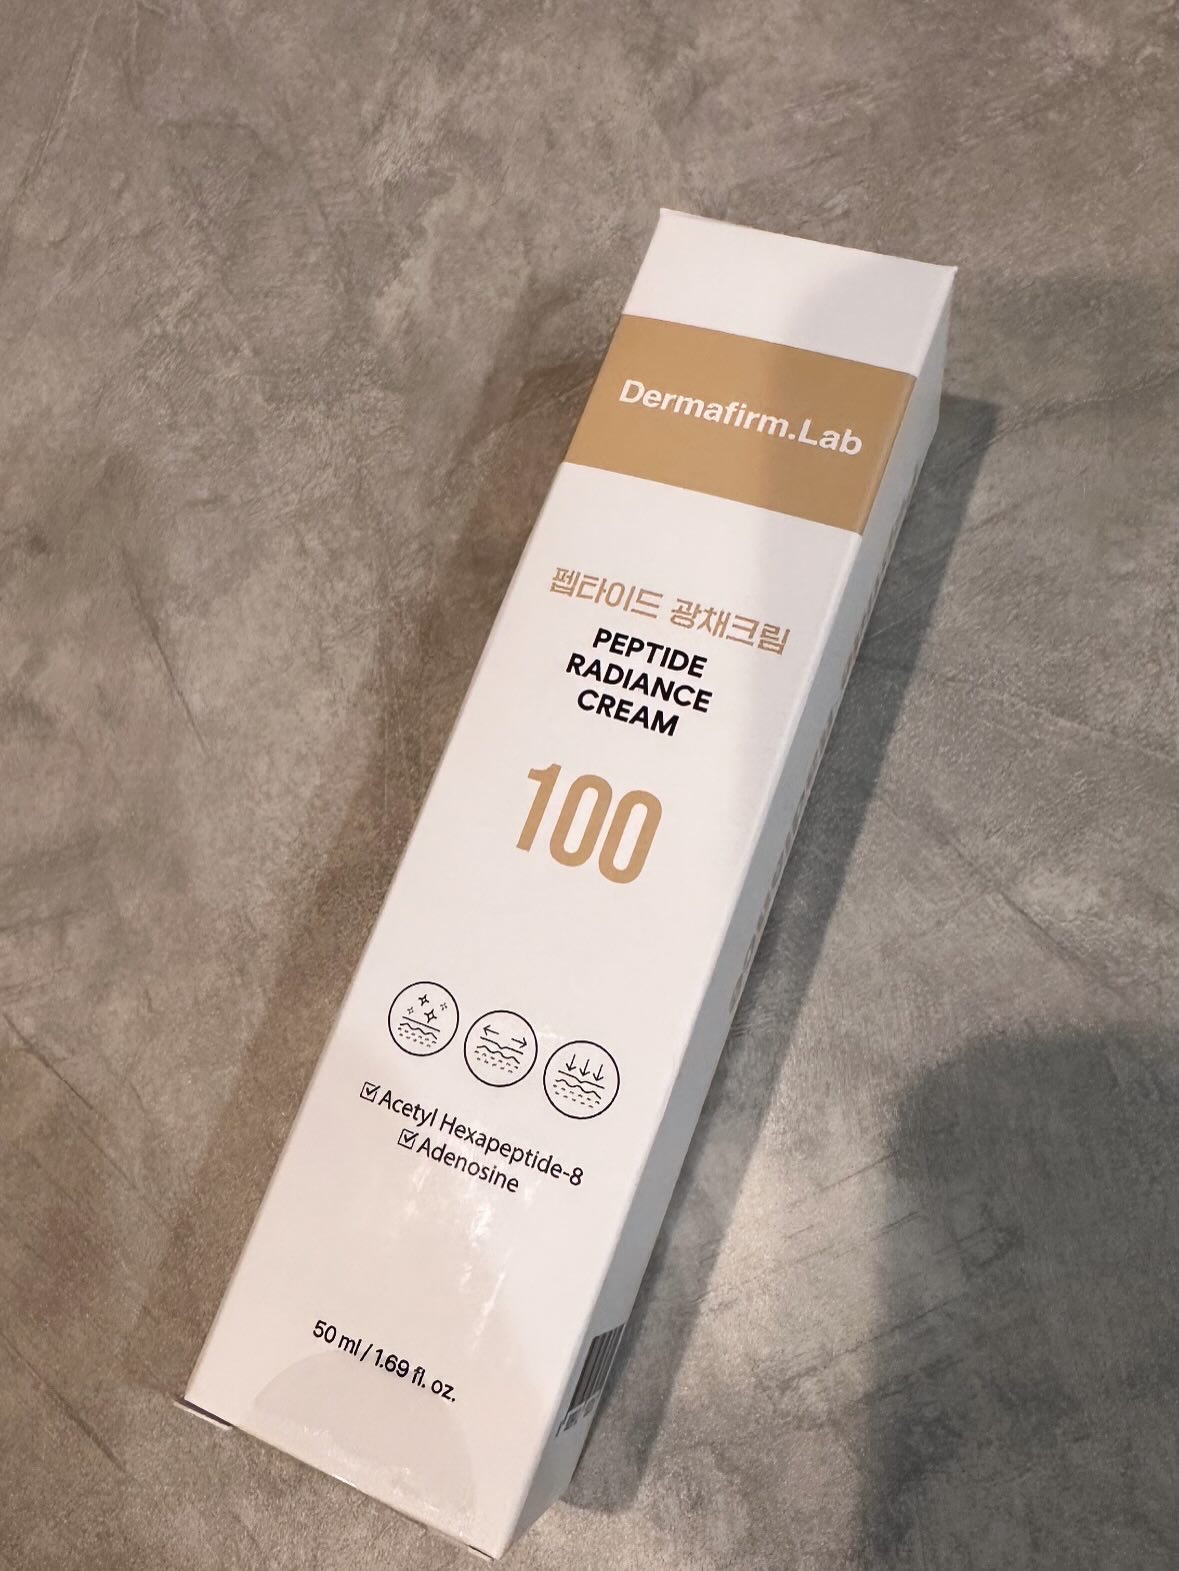 Dermafirm.Lab
펩타이드 광채크림
PEPTIDE
RADIANCE
CREAM
100
Acetyl Hexapeptide-8
Adenosine
50 ml / 1.69 fl. oz.